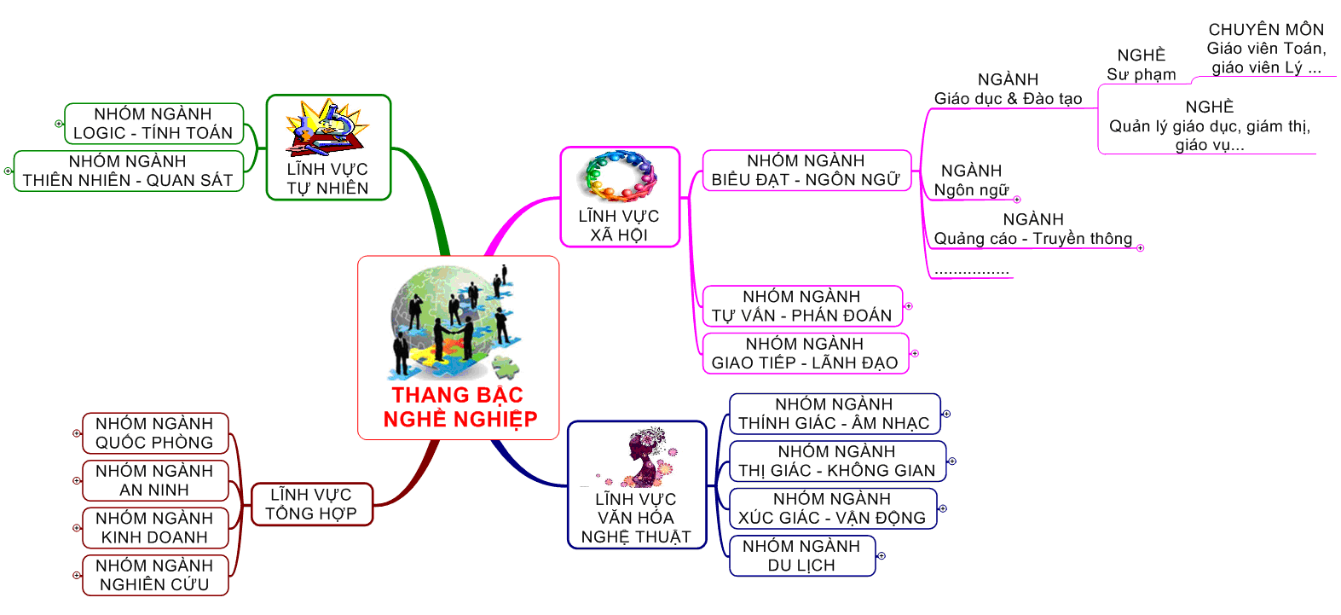 THANG BẬC
NGHỀ NGHIỆP
LĨNH VỰC
TỰ NHIÊN
NHÓM NGÀNH
LOGIC - TÍNH TOÁN
NHÓM NGÀNH
THIÊN NHIÊN - QUAN SÁT
LĨNH VỰC
XÃ HỘI
NHÓM NGÀNH
BIỂU ĐẠT - NGÔN NGỮ
NGÀNH
Giáo dục & Đào tạo
NGHỀ
Sư phạm
CHUYÊN MÔN
Giáo viên Toán,
giáo viên Lý ...
NGHỀ
Quản lý giáo dục, giám thị,
giáo vụ...
NGÀNH
Ngôn ngữ
NGÀNH
Quảng cáo - Truyền thông
................
NHÓM NGÀNH
TỰ VẤN - PHÁN ĐOÁN
NHÓM NGÀNH
GIAO TIẾP - LÃNH ĐẠO
LĨNH VỰC
VĂN HÓA
NGHỆ THUẬT
NHÓM NGÀNH
THÍNH GIÁC - ÂM NHẠC
NHÓM NGÀNH
THỊ GIÁC - KHÔNG GIAN
NHÓM NGÀNH
XÚC GIÁC - VẬN ĐỘNG
NHÓM NGÀNH
DU LỊCH
LĨNH VỰC
TỔNG HỢP
NHÓM NGÀNH
QUỐC PHÒNG
NHÓM NGÀNH
AN NINH
NHÓM NGÀNH
KINH DOANH
NHÓM NGÀNH
NGHIÊN CỨU